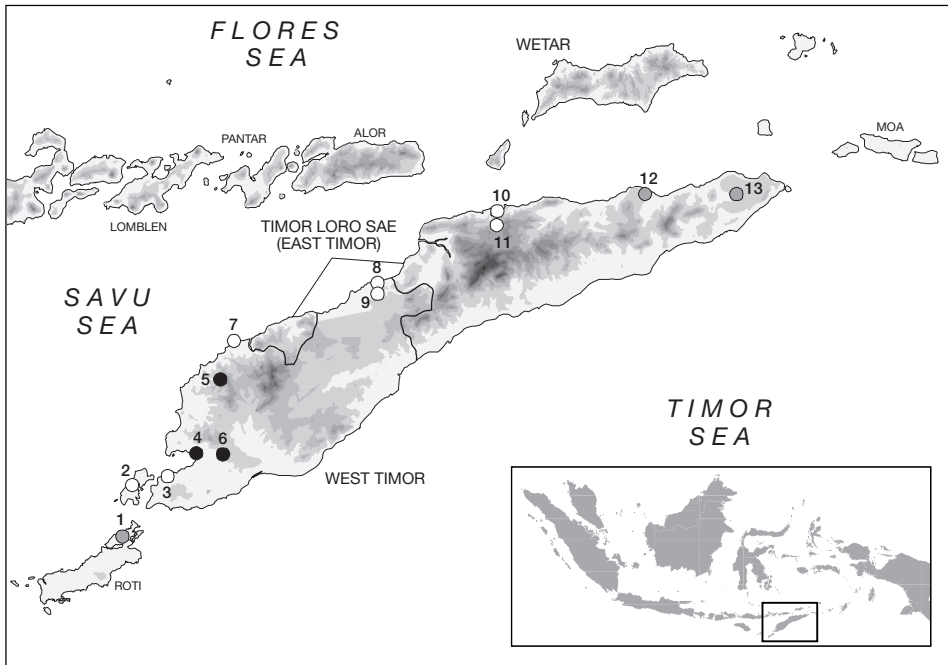 FLORES
SEA
WETAR
PANTAR
ALOR
MOA
LOMBLEN
10
12
13
11
TIMOR LORO SAE
(EAST TIMOR)
8
9
SAVU
SEA
7
5
TIMOR
SEA
4
6
WEST TIMOR
2
3
1
ROTI